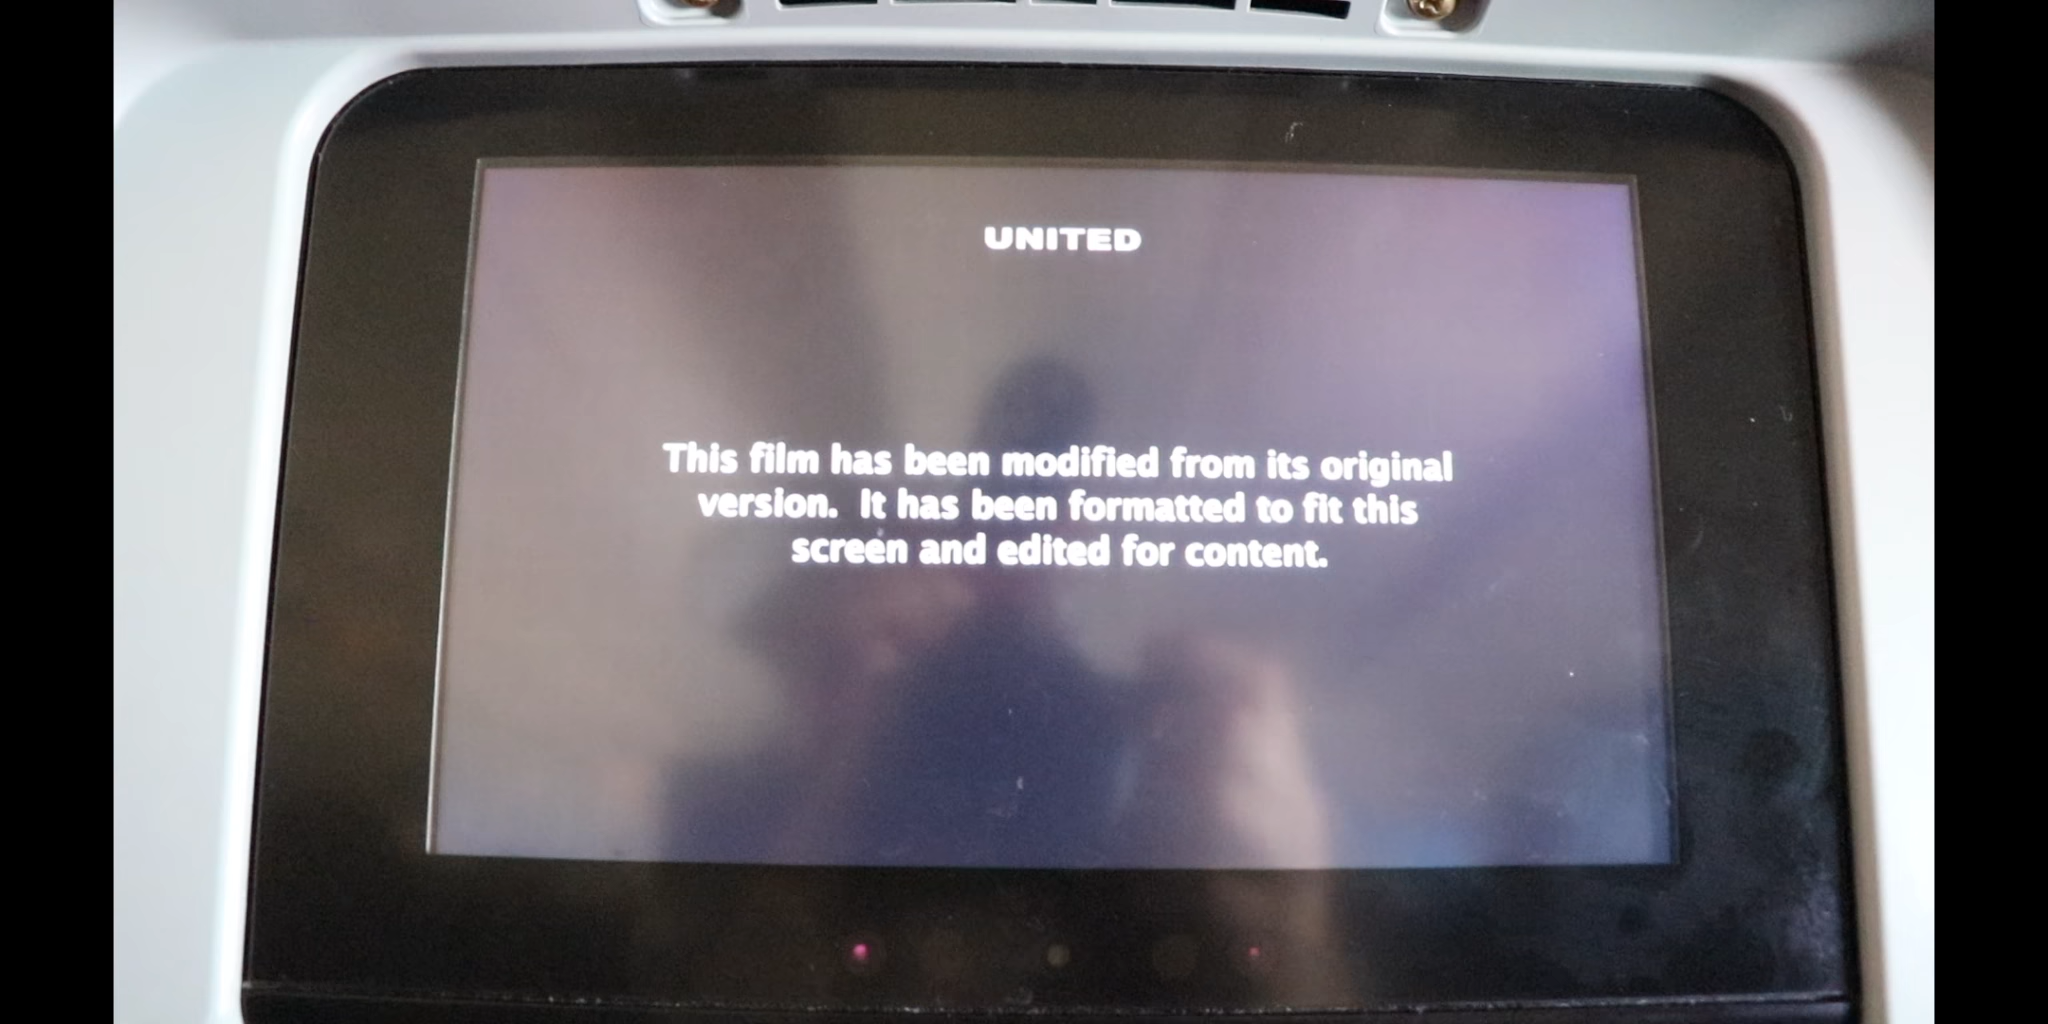 UNITED
This film has been modified from its original
version.  It has been formatted to fit this
screen and edited for content.